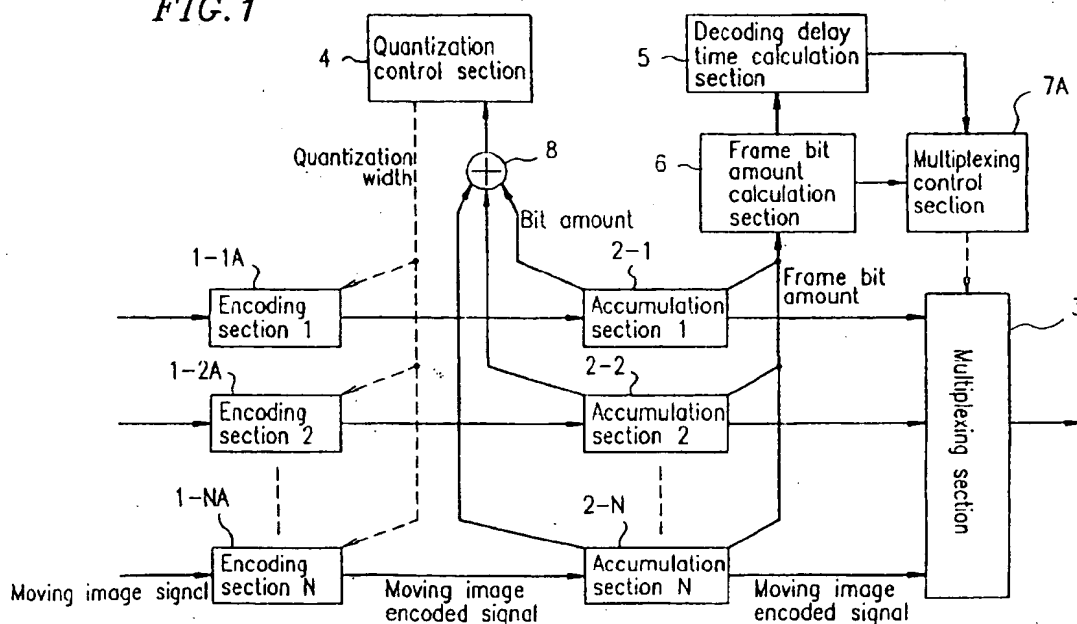 FIG. 1
4
Quantization
control section
5
Decoding delay
time calculation
section
7A
Quantization
width
8
6
Frame bit
amount
calculation
section
Multiplexing
control
section
Bit amount
1-1A
Encoding
section 1
2-1
Accumulation
section 1
Frame bit
amount
3
1-2A
Encoding
section 2
2-2
Accumulation
section 2
Multiplexing section
1-NA
Encoding
section N
2-N
Accumulation
section N
Moving image signcl
Moving image
encoded signal
Moving image
encoded signal